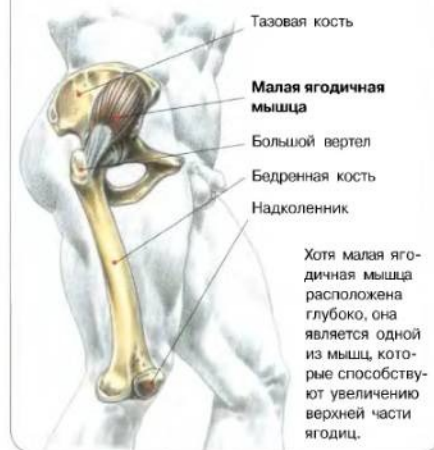 Тазовая кость
Малая ягодичная
мышца
Большой вертел
Бедренная кость
Надколенник
Хотя малая яго-
дичная мышца
расположена
глубоко, она
является одной
из мышц, кото-
рые способству-
ют увеличению
верхней части
ягодиц.